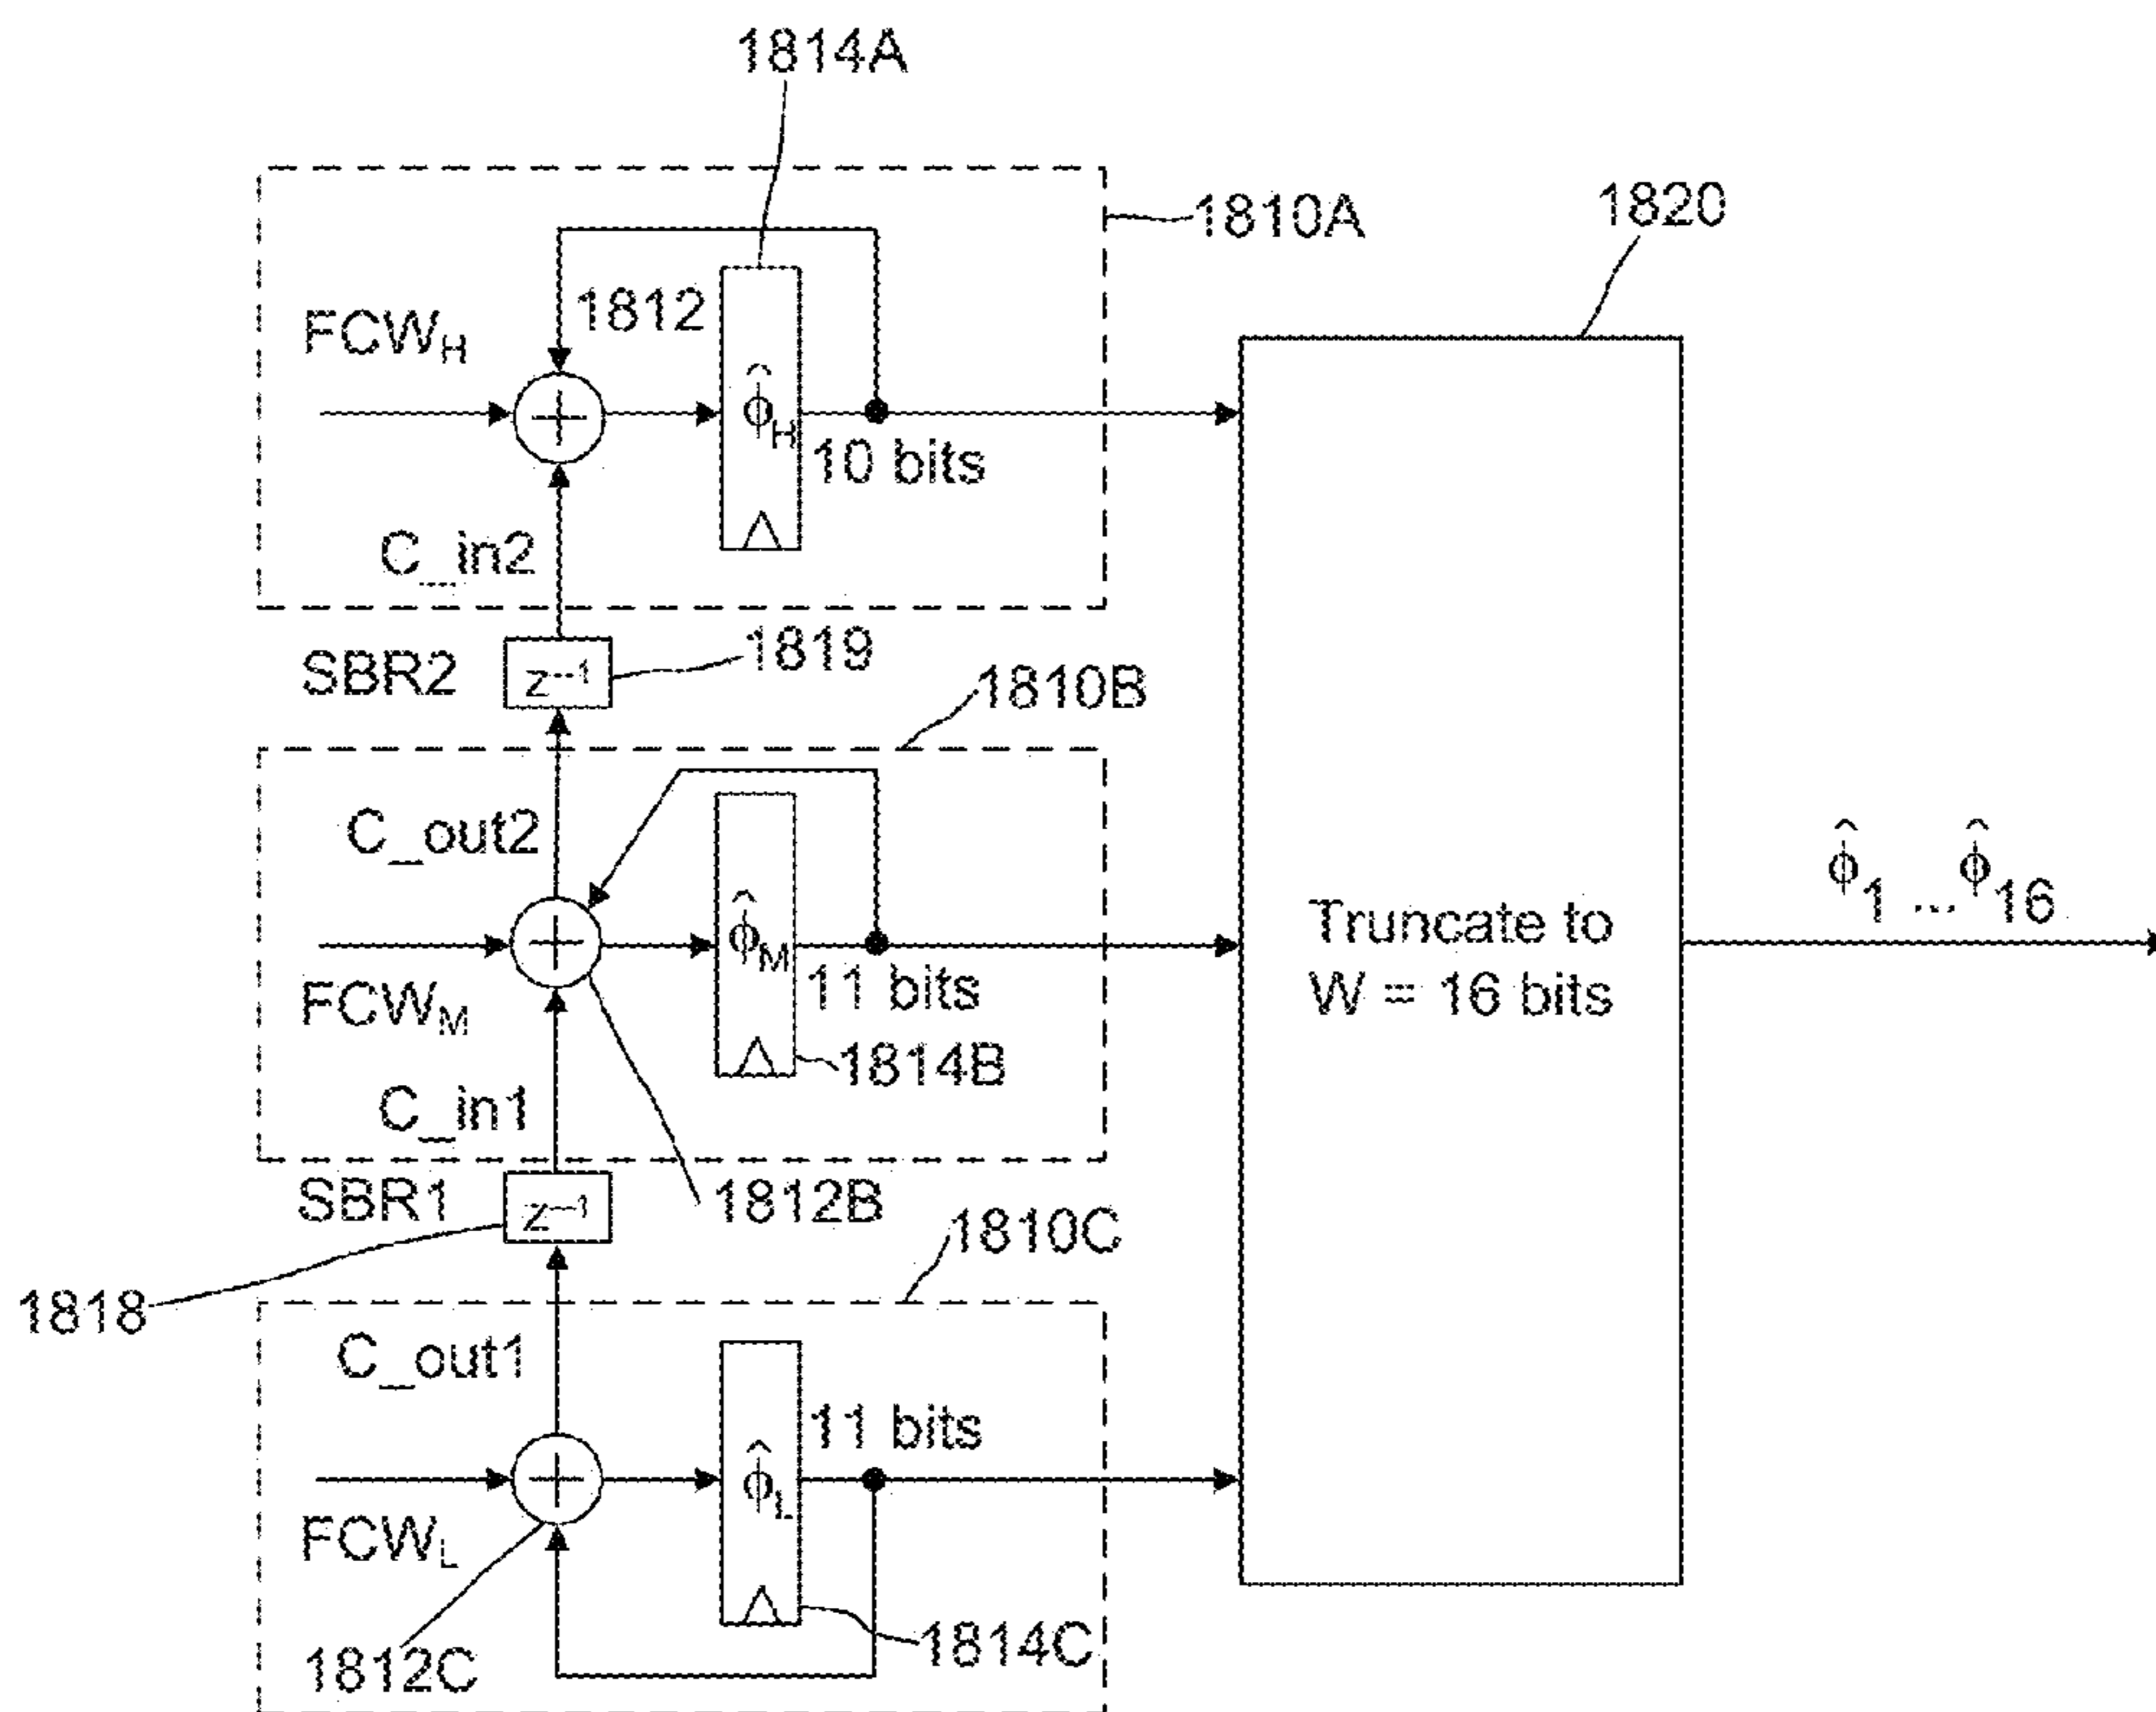 1814A
1810A
1820
1812
FCW_H
ϕ̂_H
10 bits
C_in2
SBR2
z⁻¹
1819
1810B
C_out2
ϕ̂_M
11 bits
FCW_M
1814B
C_in1
Truncate to
W = 16 bits
ϕ̂_1 ... ϕ̂_16
SBR1
z⁻¹
1812B
1810C
1818
C_out1
11 bits
ϕ̂_L
FCW_L
1814C
1812C